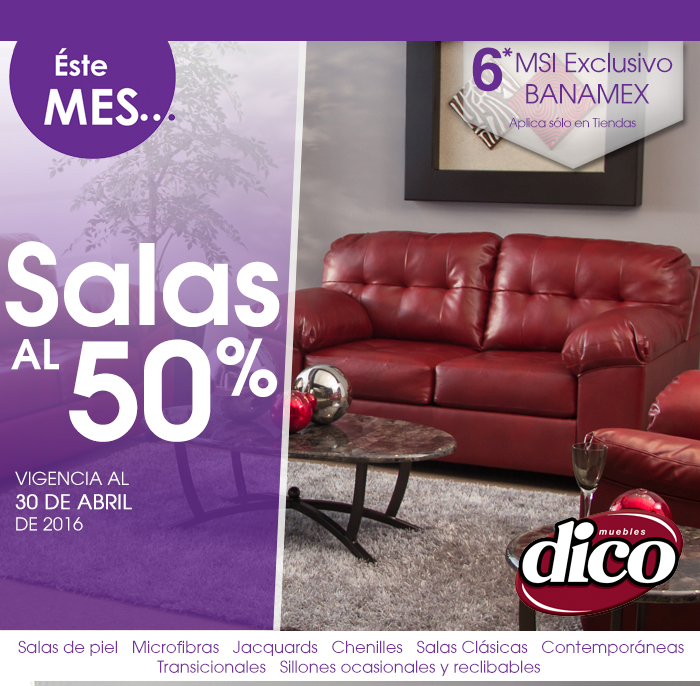 Éste
MES...
6* MSI Exclusivo
BANAMEX
Aplica sólo en Tiendas
Salas
AL 50%
VIGENCIA AL
30 DE ABRIL
DE 2016
muebles
dico
Salas de piel Microfibras Jacquards Chenilles Salas Clásicas Contemporáneas
Transicionales Sillones ocasionales y reclibables